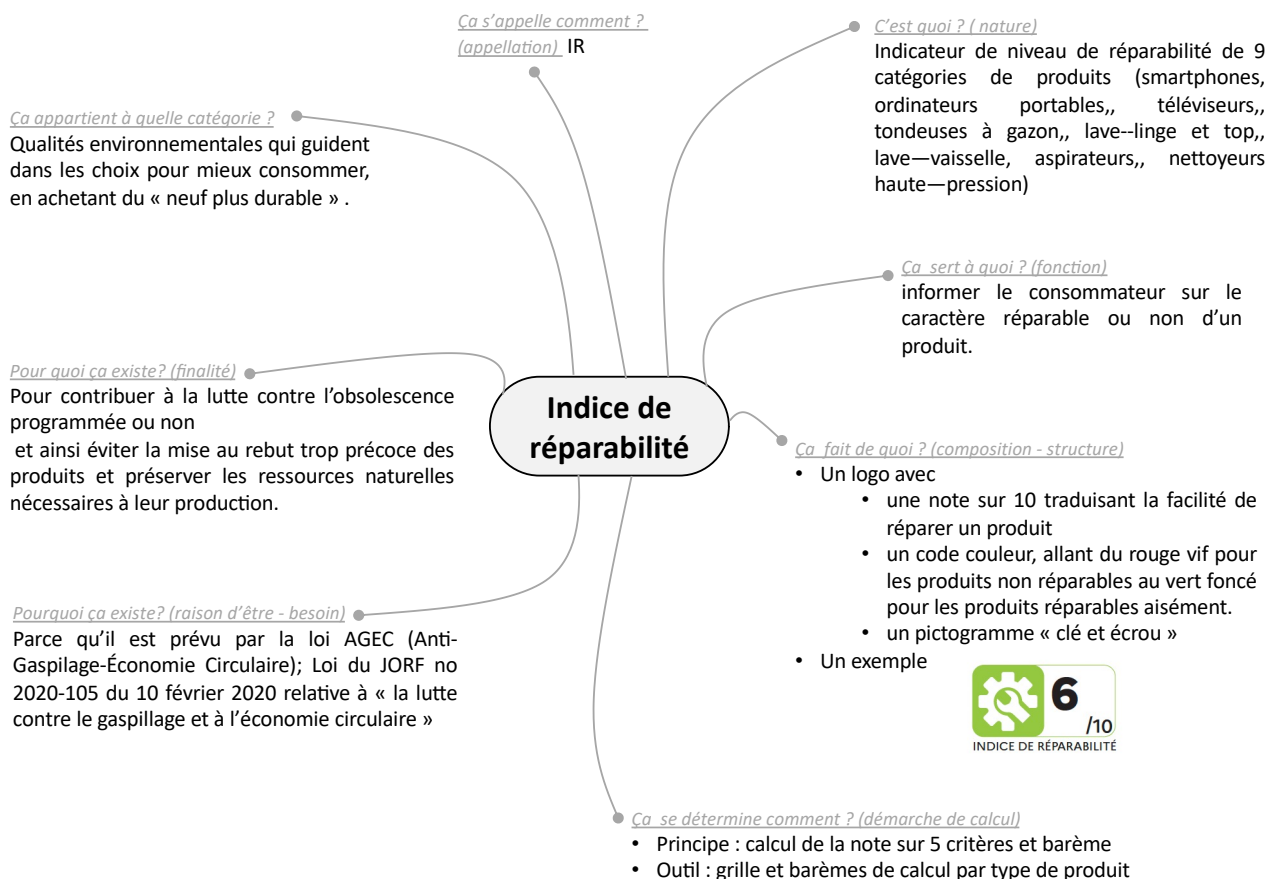 Ça s'appelle comment ?
(appellation) IR
C'est quoi ? ( nature)
Indicateur de niveau de réparabilité de 9
catégories de produits (smartphones,
ordinateurs portables,, téléviseurs,,
tondeuses à gazon,, lave--linge et top,,
lave—vaisselle, aspirateurs,, nettoyeurs
haute—pression)
Ça appartient à quelle catégorie ?
Qualités environnementales qui guident
dans les choix pour mieux consommer,
en achetant du « neuf plus durable » .
Ça sert à quoi ? (fonction)
informer le consommateur sur le
caractère réparable ou non d'un
produit.
Pour quoi ça existe? (finalité)
Pour contribuer à la lutte contre l'obsolescence
programmée ou non
et ainsi éviter la mise au rebut trop précoce des
produits et préserver les ressources naturelles
nécessaires à leur production.
Indice de
réparabilité
Ça fait de quoi ? (composition - structure)
• Un logo avec
• une note sur 10 traduisant la facilité de
réparer un produit
• un code couleur, allant du rouge vif pour
les produits non réparables au vert foncé
pour les produits réparables aisément.
• un pictogramme « clé et écrou »
• Un exemple
6
/10
INDICE DE RÉPARABILITÉ
Pourquoi ça existe? (raison d'être - besoin)
Parce qu'il est prévu par la loi AGEC (Anti-
Gaspilage-Économie Circulaire); Loi du JORF no
2020-105 du 10 février 2020 relative à « la lutte
contre le gaspillage et à l'économie circulaire »
Ça se détermine comment ? (démarche de calcul)
• Principe : calcul de la note sur 5 critères et barème
• Outil : grille et barèmes de calcul par type de produit